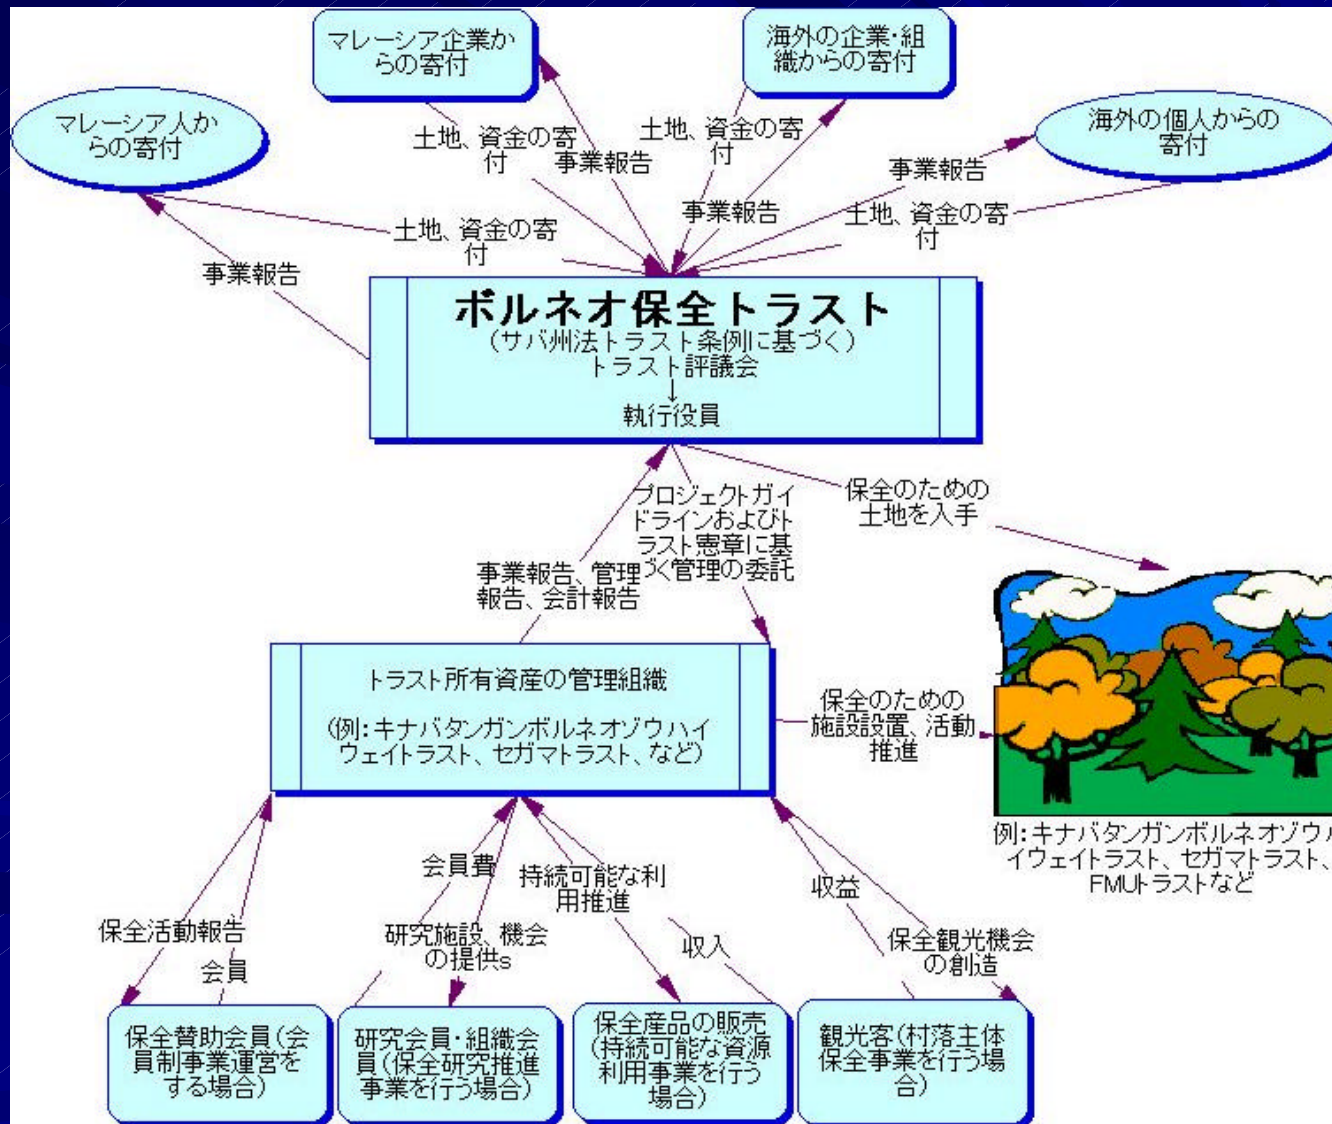 マレーシア企業か
らの寄付
海外の企業・組
織からの寄付
マレーシア人か
らの寄付
海外の個人からの
寄付
土地、資金の寄
付
事業報告
土地、資金の寄
付
事業報告
事業報告
土地、資金の寄
付
土地、資金の寄
付
事業報告
ボルネオ保全トラスト
(サバ州法トラスト条例に基づく)
トラスト評議会
↓
執行役員
プロジェクトガイ
ドラインおよびト
ラスト憲章に基
づく管理の委託
保全のための
土地を入手
事業報告、管理
報告、会計報告
トラスト所有資産の管理組織
(例:キナバタンガンボルネオゾウハイ
ウェイトラスト、セガマトラスト、など)
保全のための
施設設置、活動
推進
例:キナバタンガンボルネオゾウハ
イウェイトラスト、セガマトラスト、
FMUトラストなど
会員費
持続可能な利
用推進
収益
保全活動報告
会員
研究施設、機会
の提供s
収入
保全観光機会
の創造
保全賛助会員(会
員制事業運営を
する場合)
研究会員・組織会
員(保全研究推進
事業を行う場合)
保全産品の販売
(持続可能な資源
利用事業を行う
場合)
観光客(村落主体
保全事業を行う場
合)